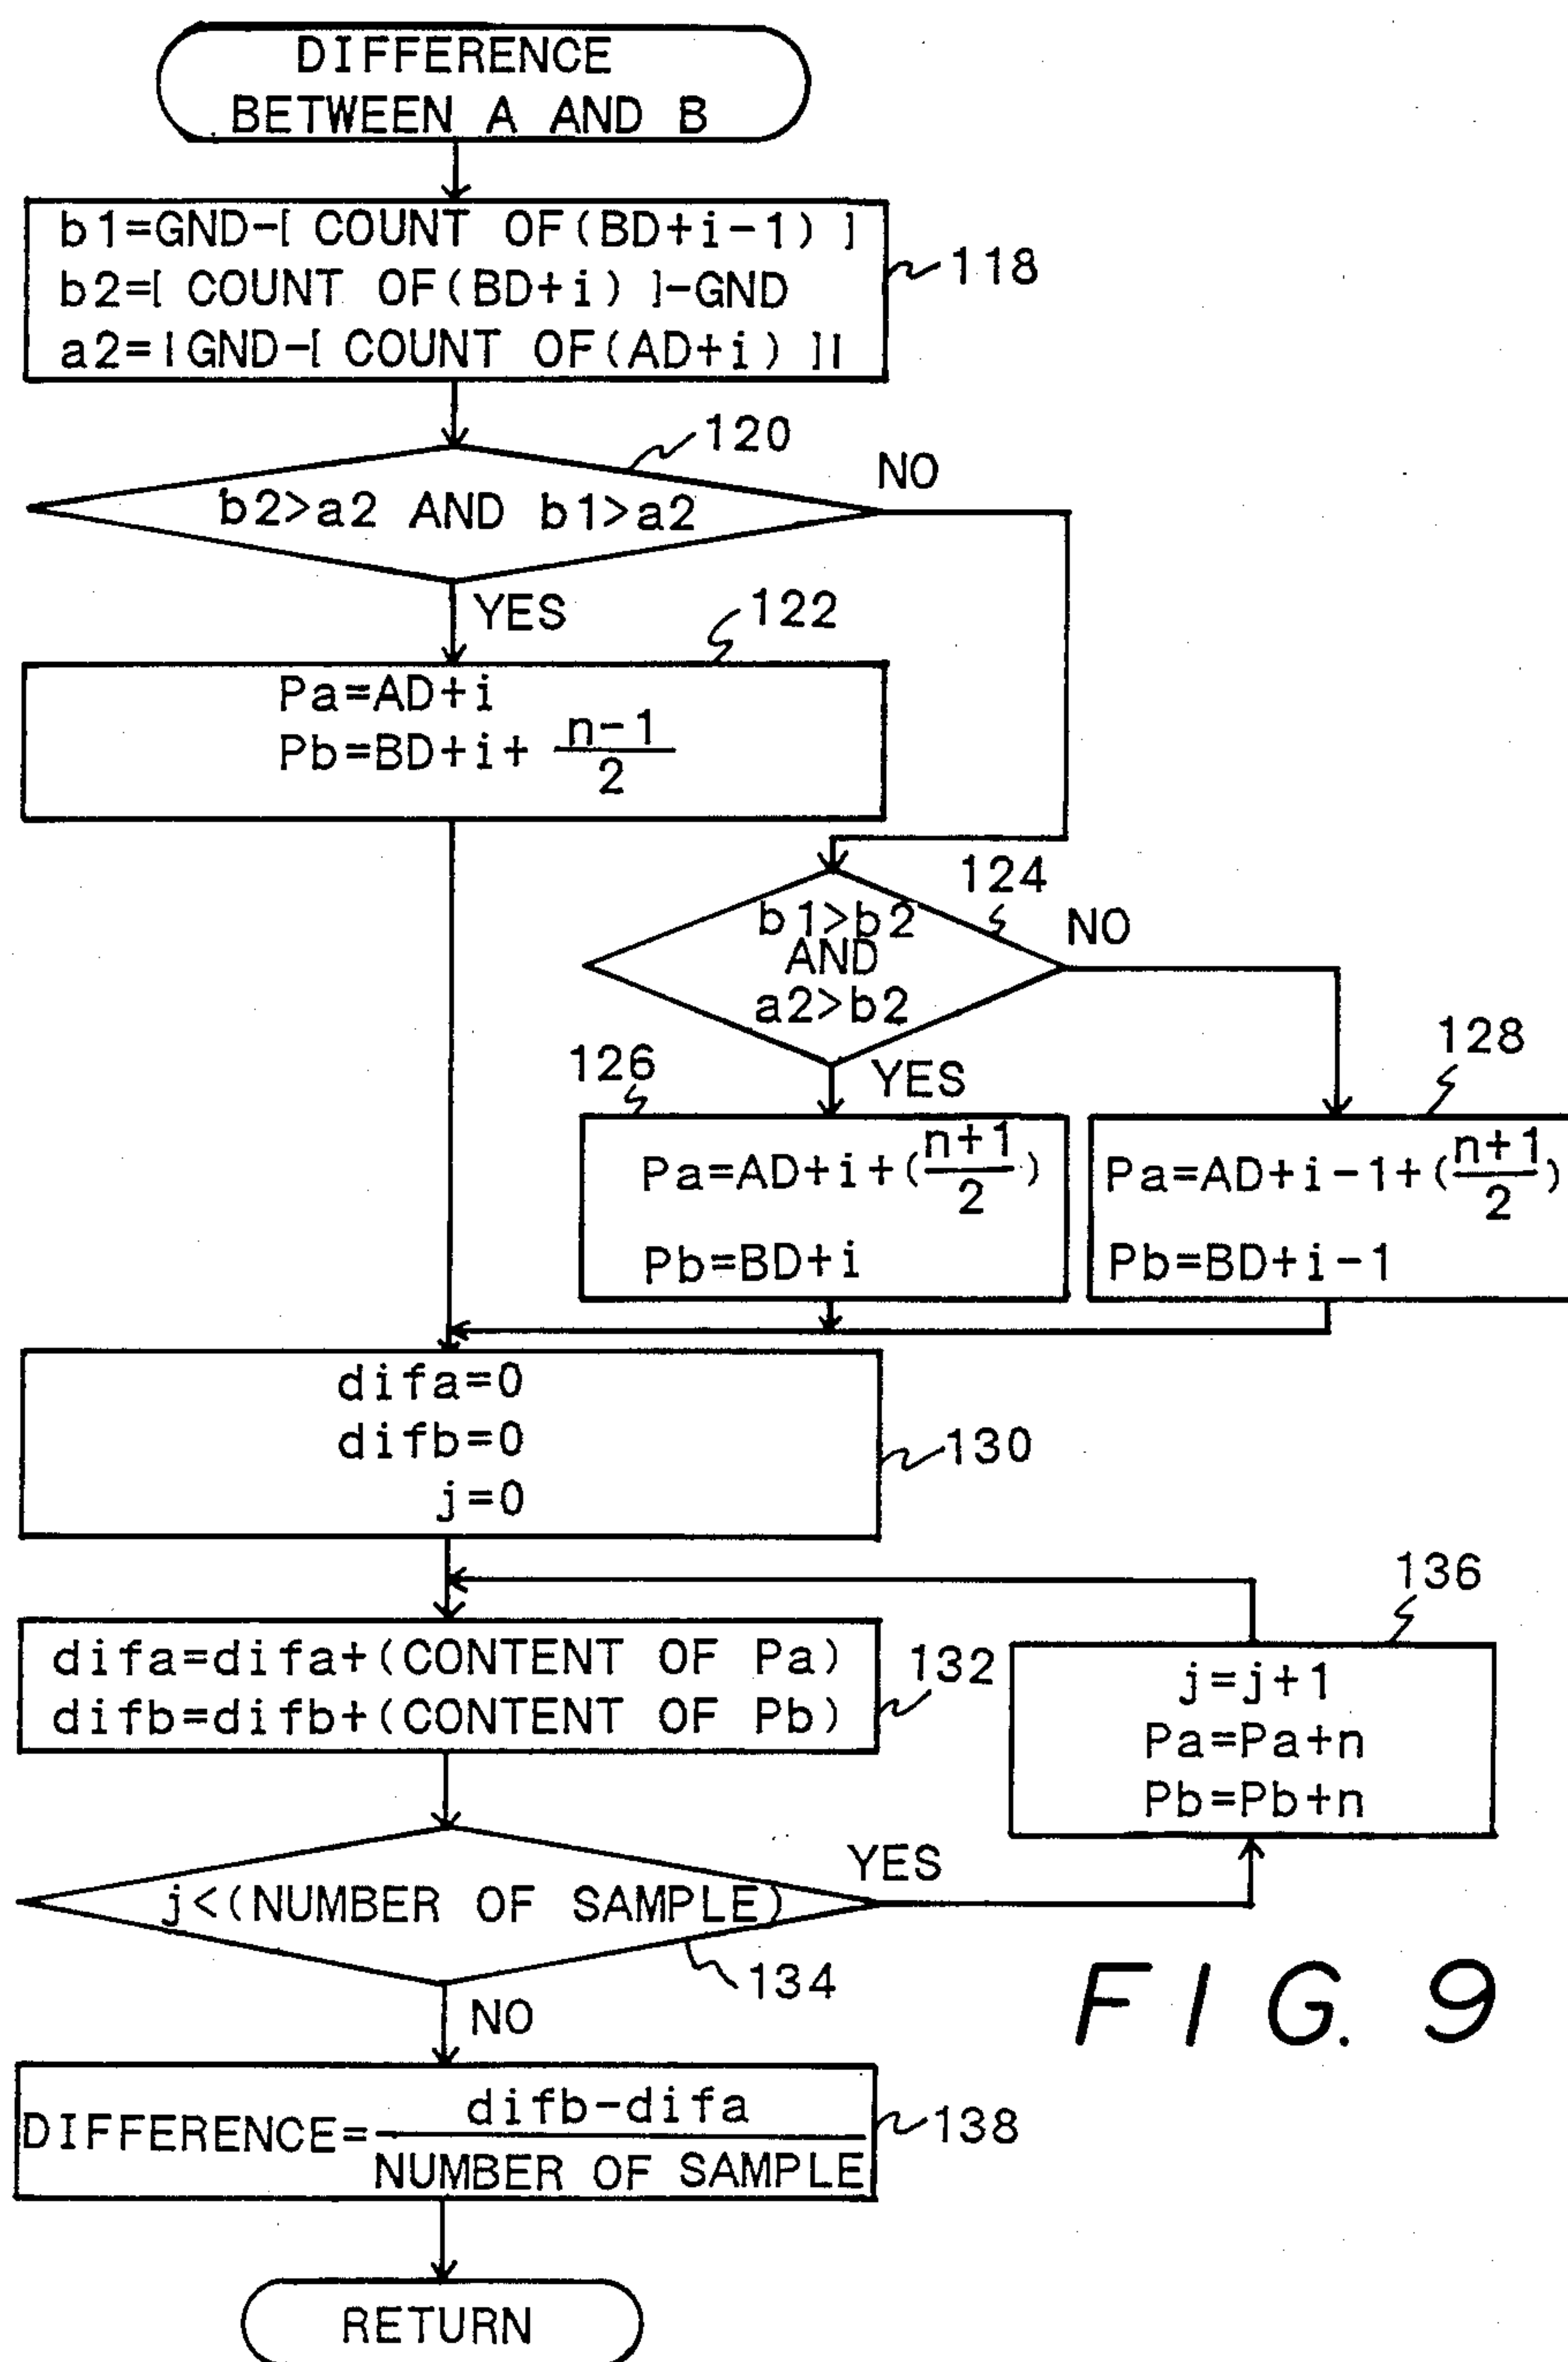 DIFFERENCE
BETWEEN A AND B
b1=GND-[ COUNT OF(BD+i-1) ]
b2=[ COUNT OF(BD+i) ]-GND
a2=|GND-[ COUNT OF(AD+i) ]|
118
120
b2>a2 AND b1>a2
NO
YES
122
Pa=AD+i
Pb=BD+i+ n-1
2
124
b1>b2
AND
a2>b2
NO
YES
126
Pa=AD+i+(n+1
2)
Pb=BD+i
128
Pa=AD+i-1+(n+1
2)
Pb=BD+i-1
difa=0
difb=0
j=0
130
difa=difa+(CONTENT OF Pa)
difb=difb+(CONTENT OF Pb)
132
136
j=j+1
Pa=Pa+n
Pb=Pb+n
j<(NUMBER OF SAMPLE)
YES
134
NO
FIG. 9
DIFFERENCE= difb-difa
NUMBER OF SAMPLE
138
RETURN